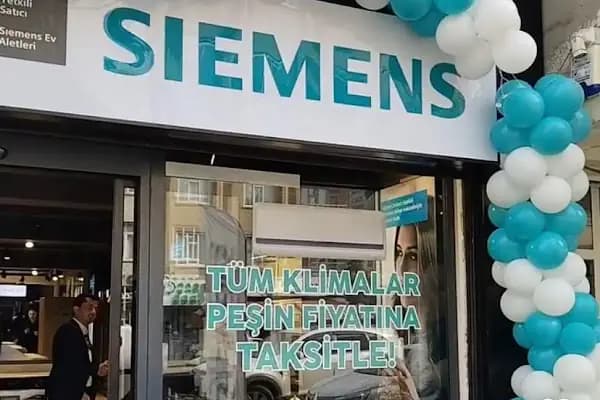 Yetkili
Satıcı
Siemens Ev
Aletleri
SIEMENS
TÜM KLİMALAR
PEŞİN FİYATINA
TAKSİTLE!